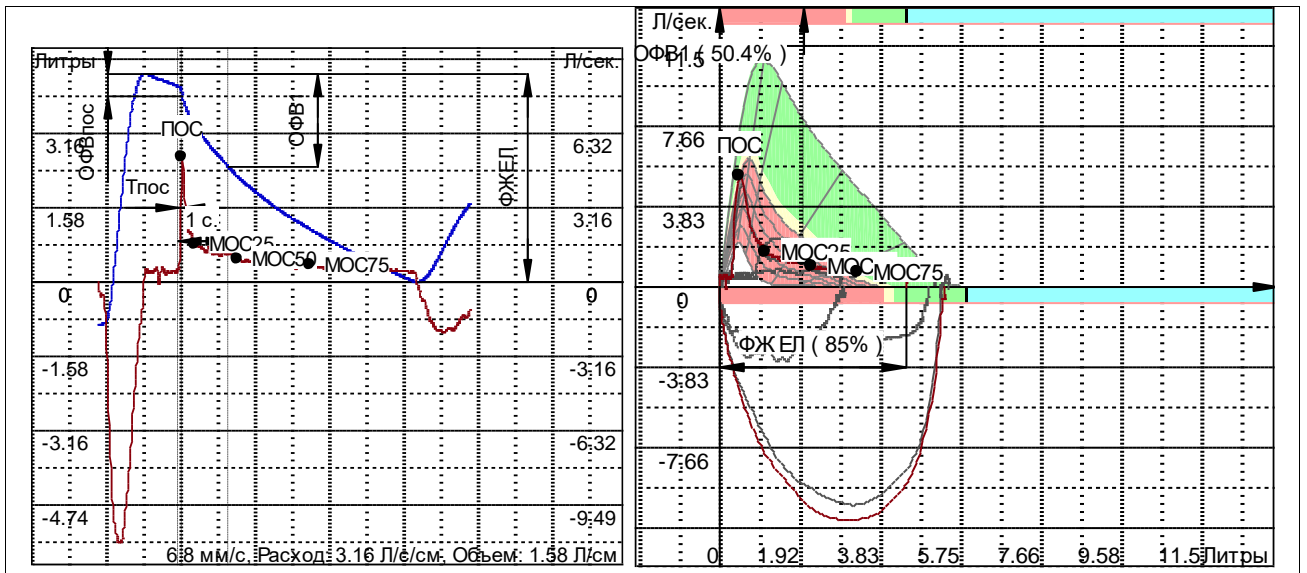 Литры
Л/сек.
ОФВпос
ПОС
ОФВ1
ФЖЕЛ
3.16
6.32
Тпос
1.58
1 с.
3.16
МОС25
МОС50
МОС75
0
0
-1.58
-3.16
-3.16
-6.32
-4.74
-9.49
6.8 мм/с, Расход: 3.16 Л/с/см, Объем: 1.58 Л/см
Л/сек.
ОФВ1 ( 50.4% )
11.5
7.66
ПОС
3.83
МОС25
МОС
МОС75
0
ФЖЕЛ ( 85% )
-3.83
-7.66
0 1.92 3.83 5.75 7.66 9.58 11.5 Литры